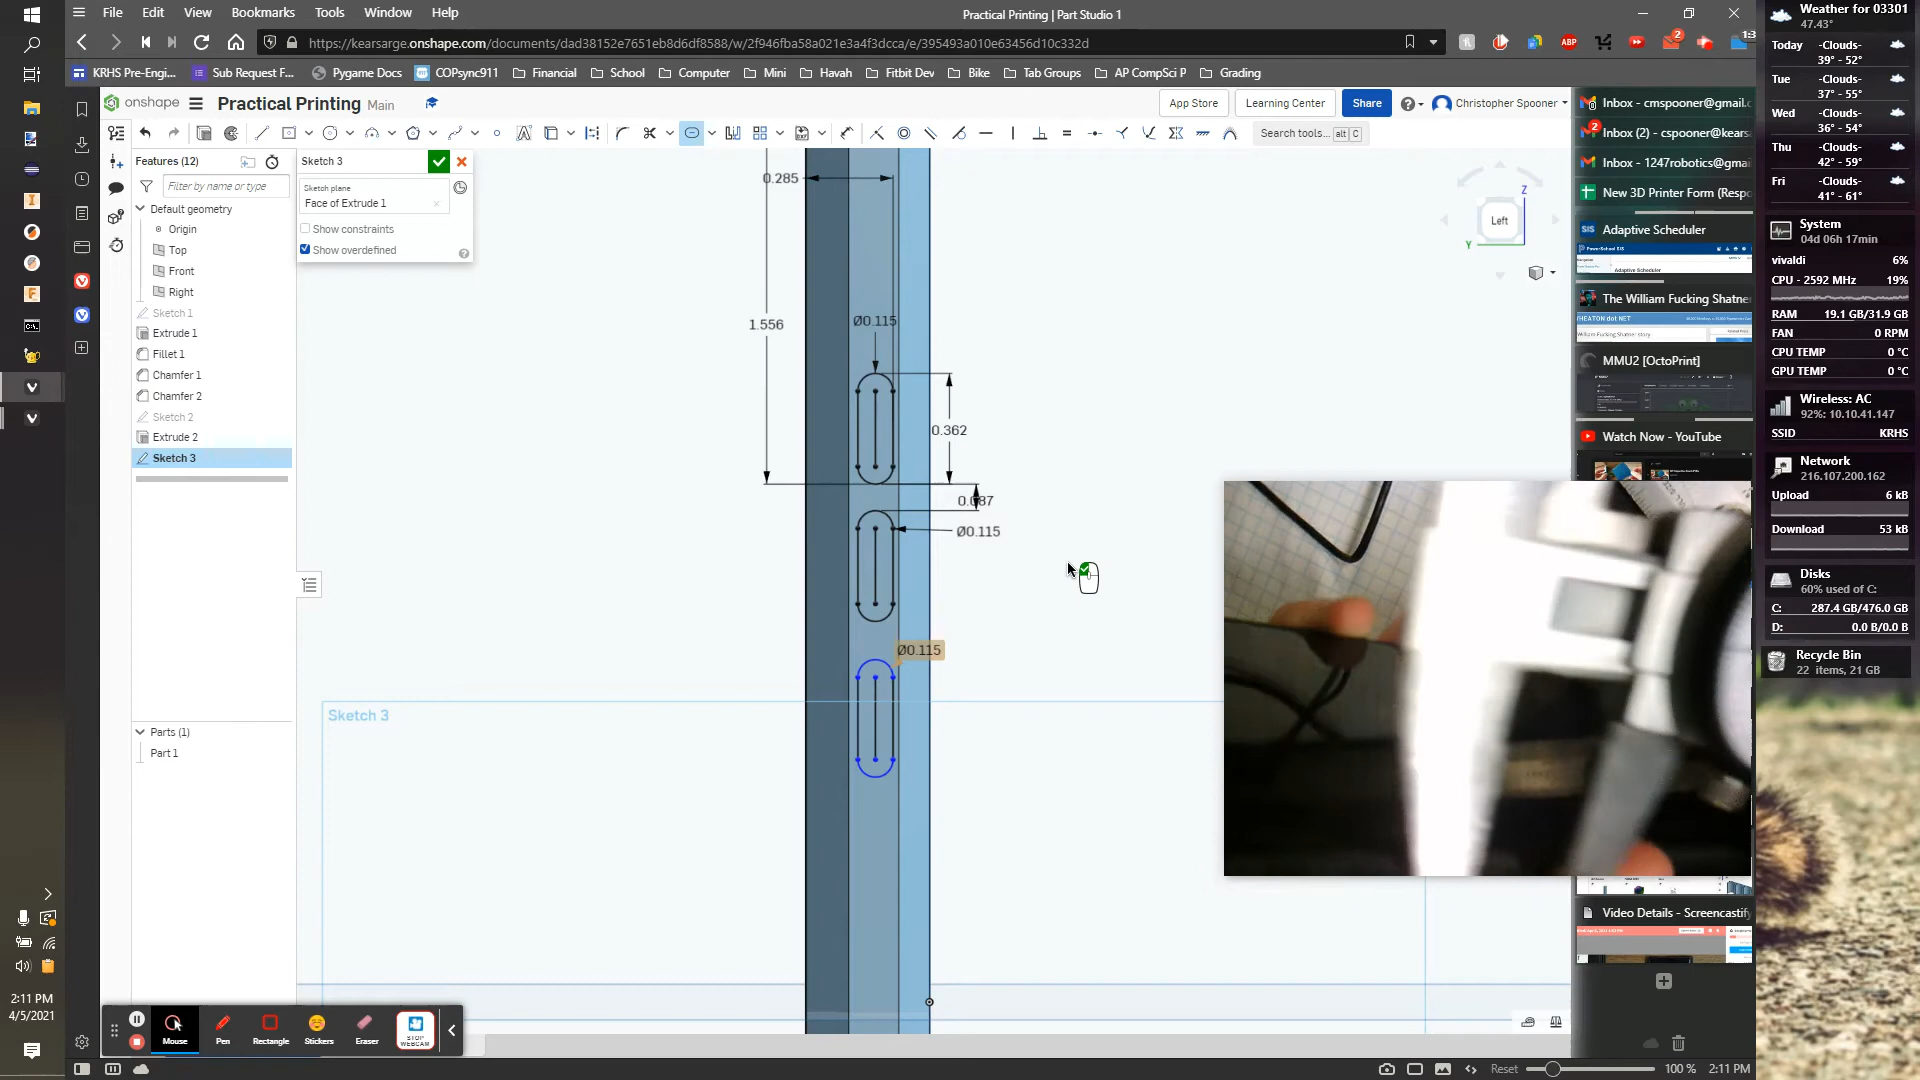 File Edit View Bookmarks Tools Window Help
Practical Printing | Part Studio 1
https://kearsarge.onshape.com/documents/dad38152e7651eb8d6df8588/w/2f946fba58a021e3a4f3dcca/e/395493a010e63456d10c332d
KRHS Pre-Engi... Sub Request F... Pygame Docs COPsync911 Financial School Computer Mini Havah Fitbit Dev Bike Tab Groups AP CompSci P Grading
onshape Practical Printing Main
App Store Learning Center Share Christopher Spooner
Search tools... alt C
Features (12)
Filter by name or type
Default geometry
Origin
Top
Front
Right
Sketch 1
Extrude 1
Fillet 1
Chamfer 1
Chamfer 2
Sketch 2
Extrude 2
Sketch 3
Parts (1)
Part 1
Sketch 3
Sketch plane
Face of Extrude 1
Show constraints
Show overdefined
0.285
1.556
Ø0.115
0.362
0.087
Ø0.115
Ø0.115
Sketch 3
Left
Z
Y
Mouse Pen Rectangle Stickers Eraser STOP WEBCAM
2:11 PM
4/5/2021
Reset 100 % 2:11 PM
Inbox - cmspooner@gmail.c
Inbox (2) - cspooner@kears
Inbox - 1247robotics@gmai
New 3D Printer Form (Respo
Adaptive Scheduler
The William Fucking Shatne
MMU2 [OctoPrint]
Watch Now - YouTube
Video Details - Screencastify
Weather for 03301
47.43°
Today -Clouds- 39° - 52°
Tue -Clouds- 37° - 55°
Wed -Clouds- 36° - 54°
Thu -Clouds- 42° - 59°
Fri -Clouds- 41° - 61°
System
04d 06h 17min
vivaldi 6%
CPU - 2592 MHz 19%
RAM 19.1 GB/31.9 GB
FAN 0 RPM
CPU TEMP 0 °C
GPU TEMP 0 °C
Wireless: AC
92%: 10.10.41.147
SSID KRHS
Network
216.107.200.162
Upload 6 kB
Download 53 kB
Disks
60% used of C:
C: 287.4 GB/476.0 GB
D: 0.0 B/0.0 B
Recycle Bin
22 items, 21 GB